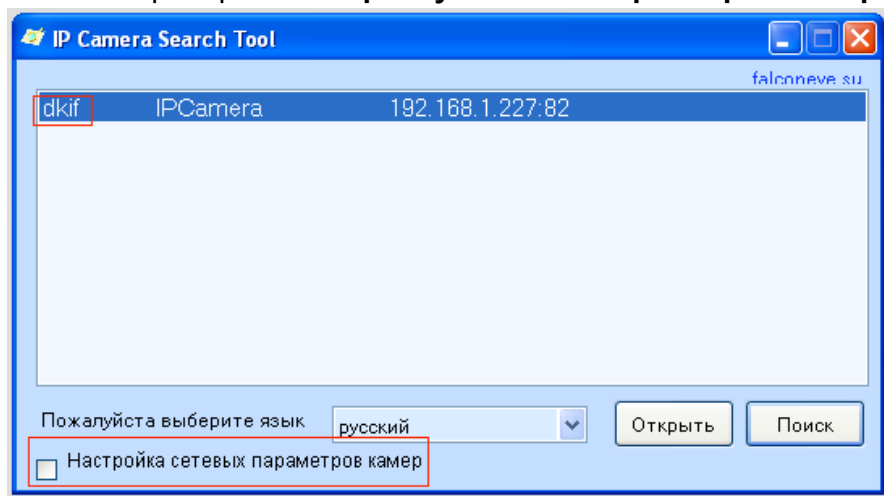 IP Camera Search Tool
falconeye.su
dkif IPCamera 192.168.1.227:82
Пожалуйста выберите язык русский Открыть Поиск
Настройка сетевых параметров камер